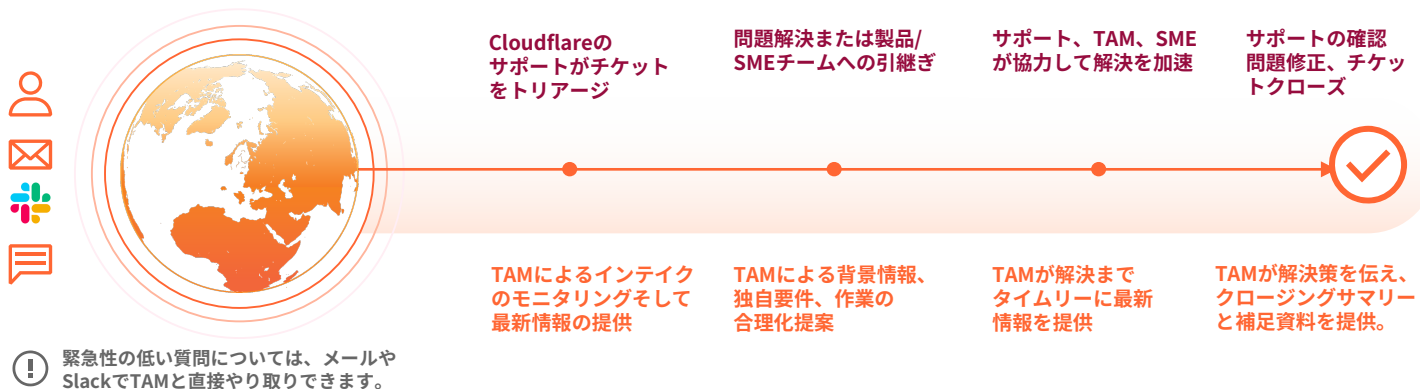 Cloudflareの
サポートがチケット
をトリアージ
問題解決または製品/
SMEチームへの引継ぎ
サポート、TAM、SME
が協力して解決を加速
サポートの確認
問題修正、チケッ
トクローズ
TAMによるインテイク
のモニタリングそして
最新情報の提供
TAMによる背景情報、
独自要件、作業の
合理化提案
TAMが解決まで
タイムリーに最新
情報を提供
TAMが解決策を伝え、
クロージングサマリー
と補足資料を提供。
緊急性の低い質問については、メールや
SlackでTAMと直接やり取りできます。